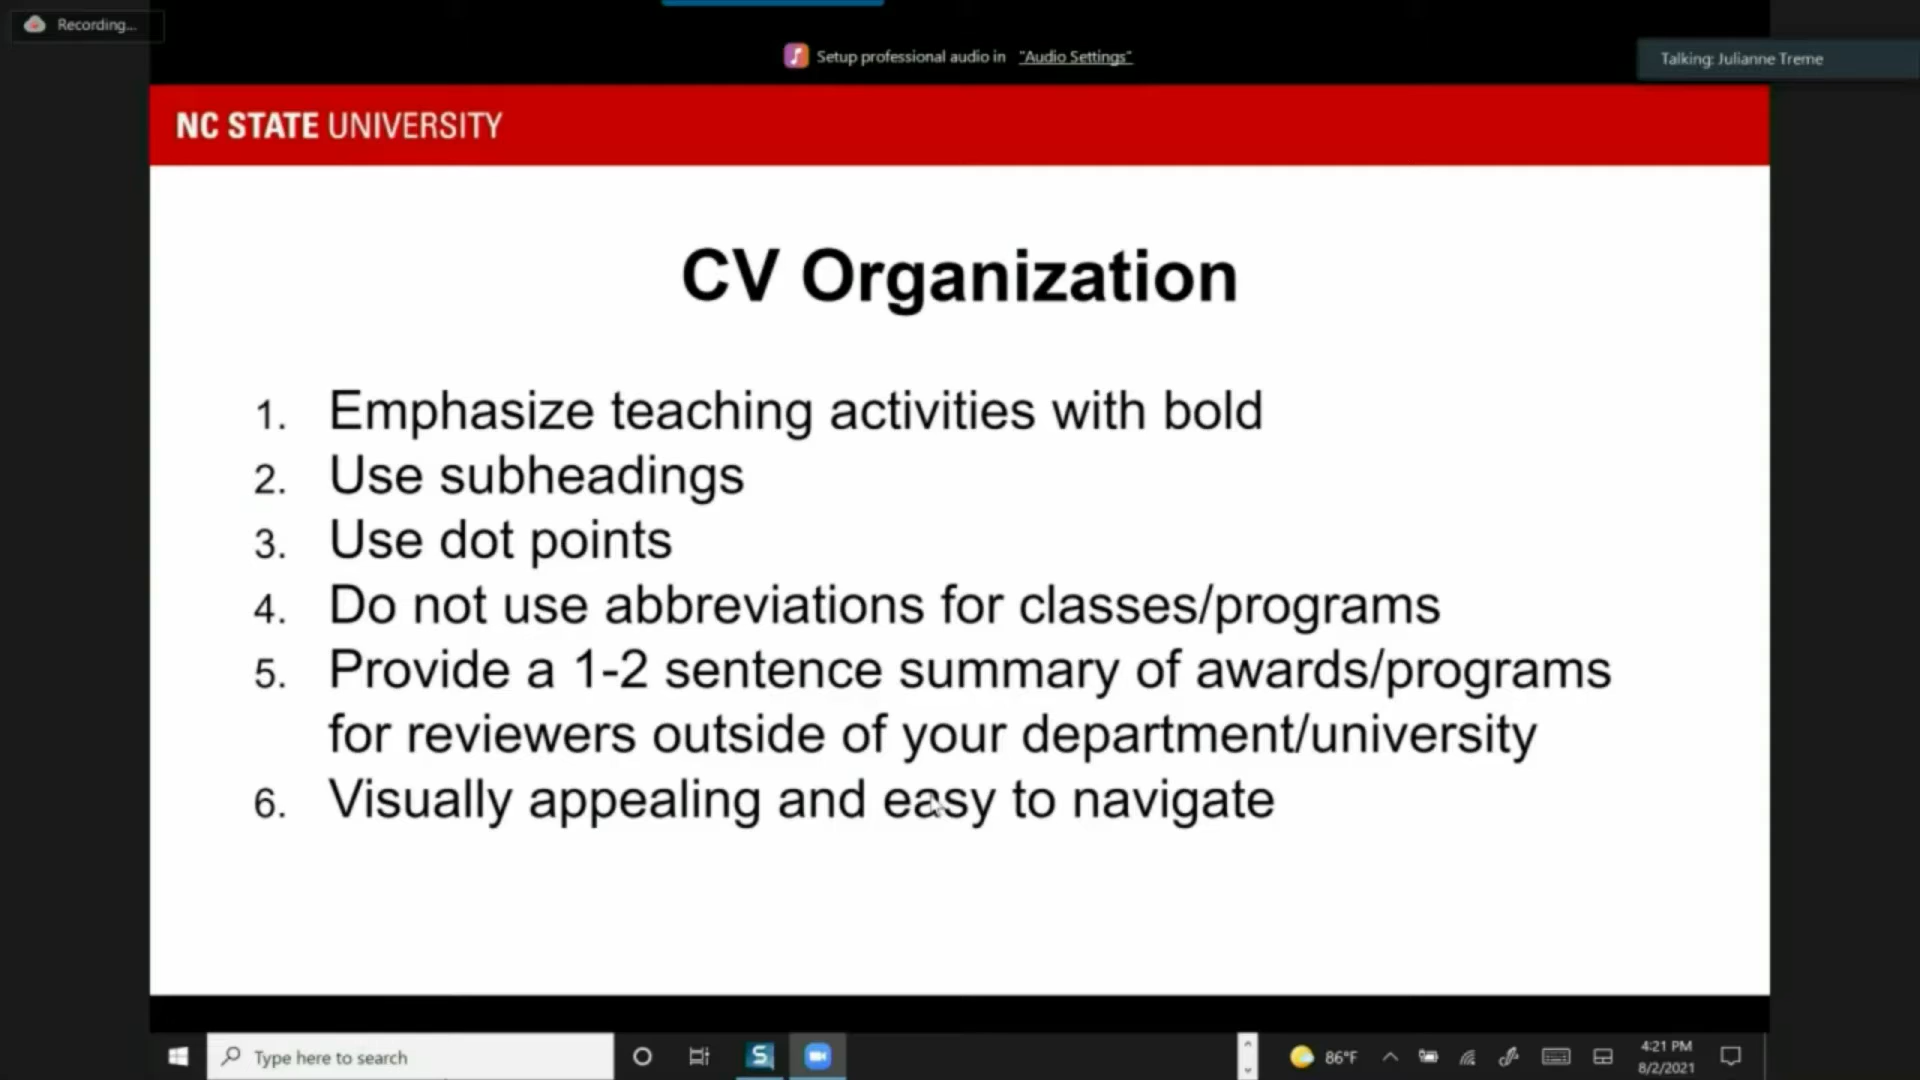 Recording...
Setup professional audio in "Audio Settings"
Talking: Julianne Treme
NC STATE UNIVERSITY
CV Organization
1. Emphasize teaching activities with bold
2. Use subheadings
3. Use dot points
4. Do not use abbreviations for classes/programs
5. Provide a 1-2 sentence summary of awards/programs
for reviewers outside of your department/university
6. Visually appealing and easy to navigate
Type here to search
S
86°F
4:21 PM
8/2/2021